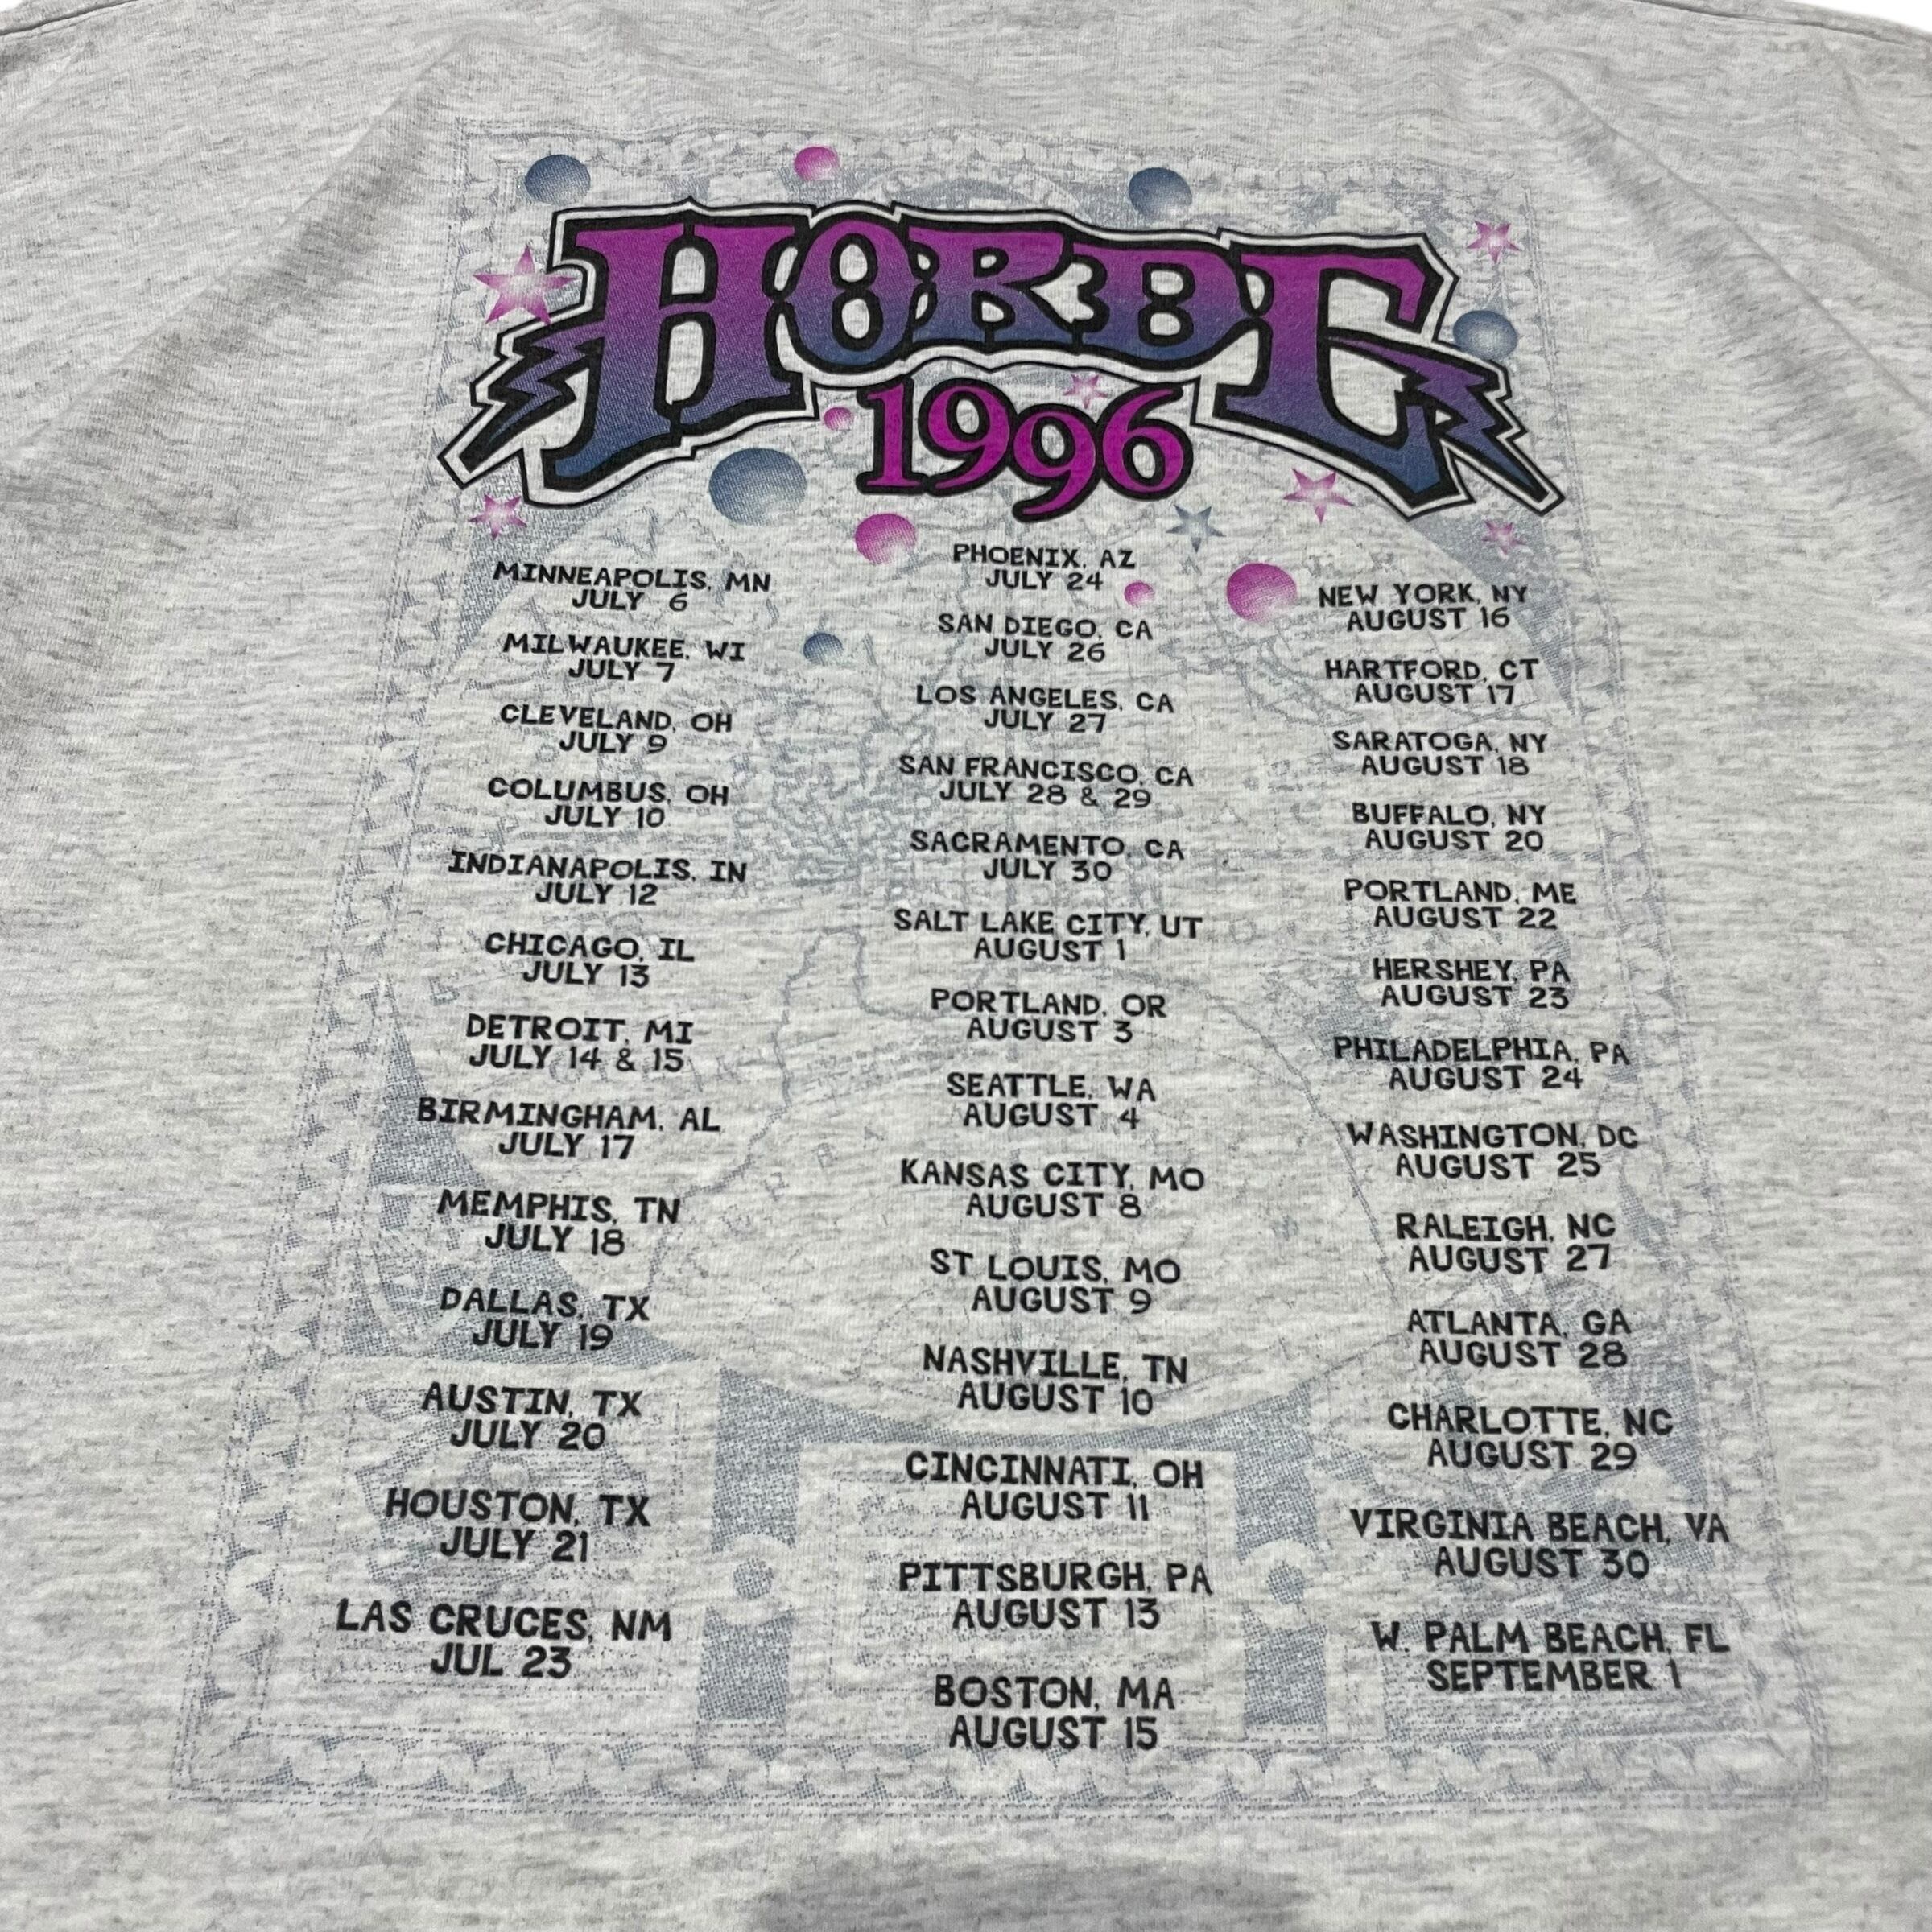 HORDE
1996
MINNEAPOLIS, MN
JULY 6
MILWAUKEE, WI
JULY 7
CLEVELAND, OH
JULY 9
COLUMBUS, OH
JULY 10
INDIANAPOLIS, IN
JULY 12
CHICAGO, IL
JULY 13
DETROIT, MI
JULY 14 & 15
BIRMINGHAM, AL
JULY 17
MEMPHIS, TN
JULY 18
DALLAS, TX
JULY 19
AUSTIN, TX
JULY 20
HOUSTON, TX
JULY 21
LAS CRUCES, NM
JUL 23
PHOENIX, AZ
JULY 24
SAN DIEGO, CA
JULY 26
LOS ANGELES, CA
JULY 27
SAN FRANCISCO, CA
JULY 28 & 29
SACRAMENTO, CA
JULY 30
SALT LAKE CITY, UT
AUGUST 1
PORTLAND, OR
AUGUST 3
SEATTLE, WA
AUGUST 4
KANSAS CITY, MO
AUGUST 8
ST LOUIS, MO
AUGUST 9
NASHVILLE, TN
AUGUST 10
CINCINNATI, OH
AUGUST 11
PITTSBURGH, PA
AUGUST 13
BOSTON, MA
AUGUST 15
NEW YORK, NY
AUGUST 16
HARTFORD, CT
AUGUST 17
SARATOGA, NY
AUGUST 18
BUFFALO, NY
AUGUST 20
PORTLAND, ME
AUGUST 22
HERSHEY, PA
AUGUST 23
PHILADELPHIA, PA
AUGUST 24
WASHINGTON, DC
AUGUST 25
RALEIGH, NC
AUGUST 27
ATLANTA, GA
AUGUST 28
CHARLOTTE, NC
AUGUST 29
VIRGINIA BEACH, VA
AUGUST 30
W. PALM BEACH, FL
SEPTEMBER 1